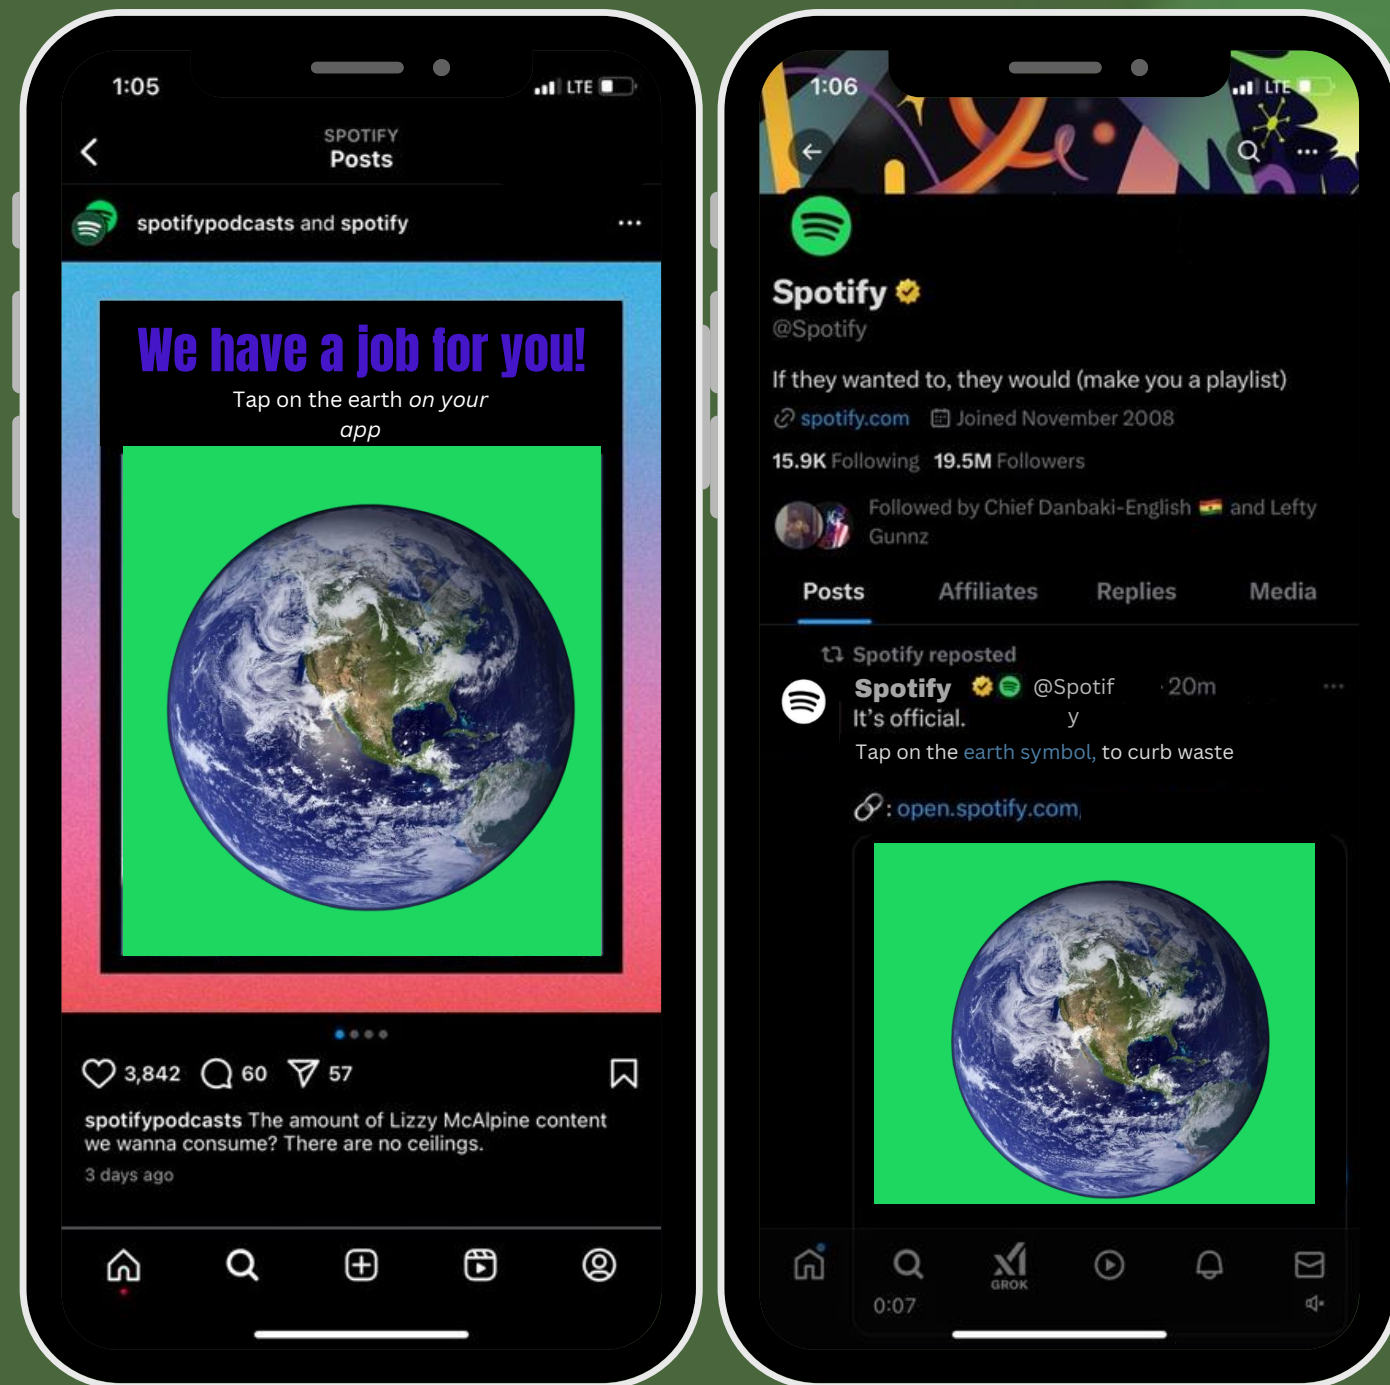 1:05
LTE
SPOTIFY
Posts
spotifypodcasts and spotify
We have a job for you!
Tap on the earth on your
app
3,842
60
57
spotifypodcasts The amount of Lizzy McAlpine content
we wanna consume? There are no ceilings.
3 days ago
1:06
LTE
Spotify
@Spotify
If they wanted to, they would (make you a playlist)
spotify.com Joined November 2008
15.9K Following 19.5M Followers
Followed by Chief Danbaki-English and Lefty
Gunnz
Posts Affiliates Replies Media
Spotify reposted
Spotify @Spotif · 20m
y
It’s official.
Tap on the earth symbol, to curb waste
: open.spotify.com
GROK
0:07